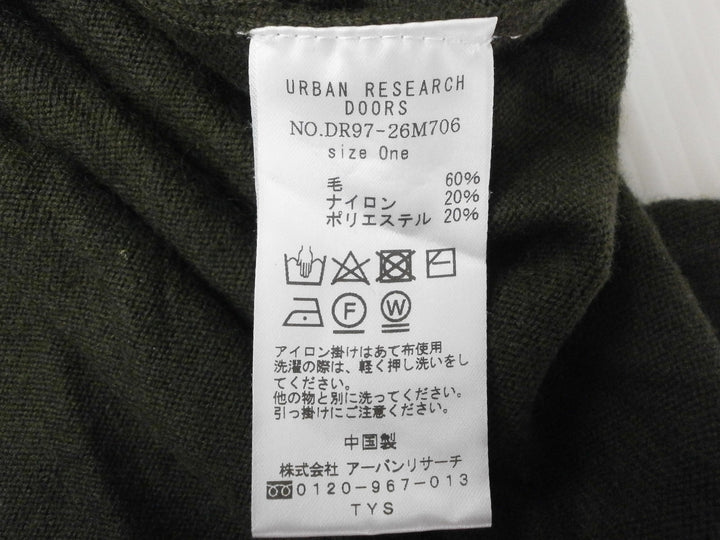 URBAN RESEARCH
DOORS
NO.DR97-26M706
size One
毛 60%
ナイロン 20%
ポリエステル 20%
F W
アイロン掛けはあて布使用
洗濯の際は、軽く押し洗いをし
てください。
他の物と別に洗ってください。
引っ掛けにご注意ください。
中国製
株式会社 アーバンリサーチ
0120-967-013
TYS